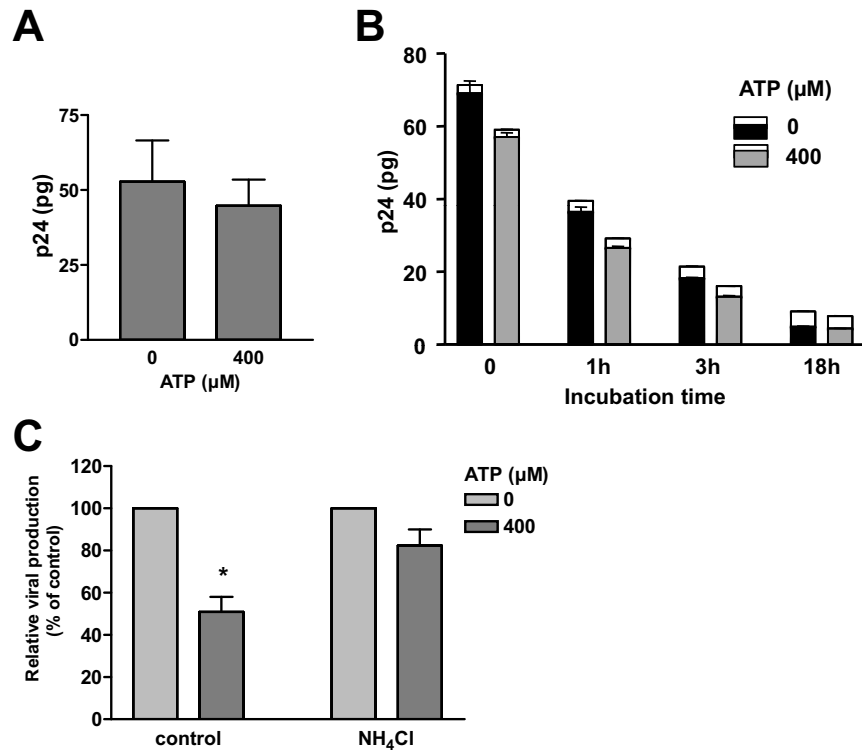 A
75
50
25
0
p24 (pg)
0 400
ATP (µM)
B
80
60
40
20
0
p24 (pg)
ATP (µM)
0
400
0 1h 3h 18h
Incubation time
C
120
100
80
60
40
20
0
Relative viral production
(% of control)
*
ATP (µM)
0
400
control NH₄Cl